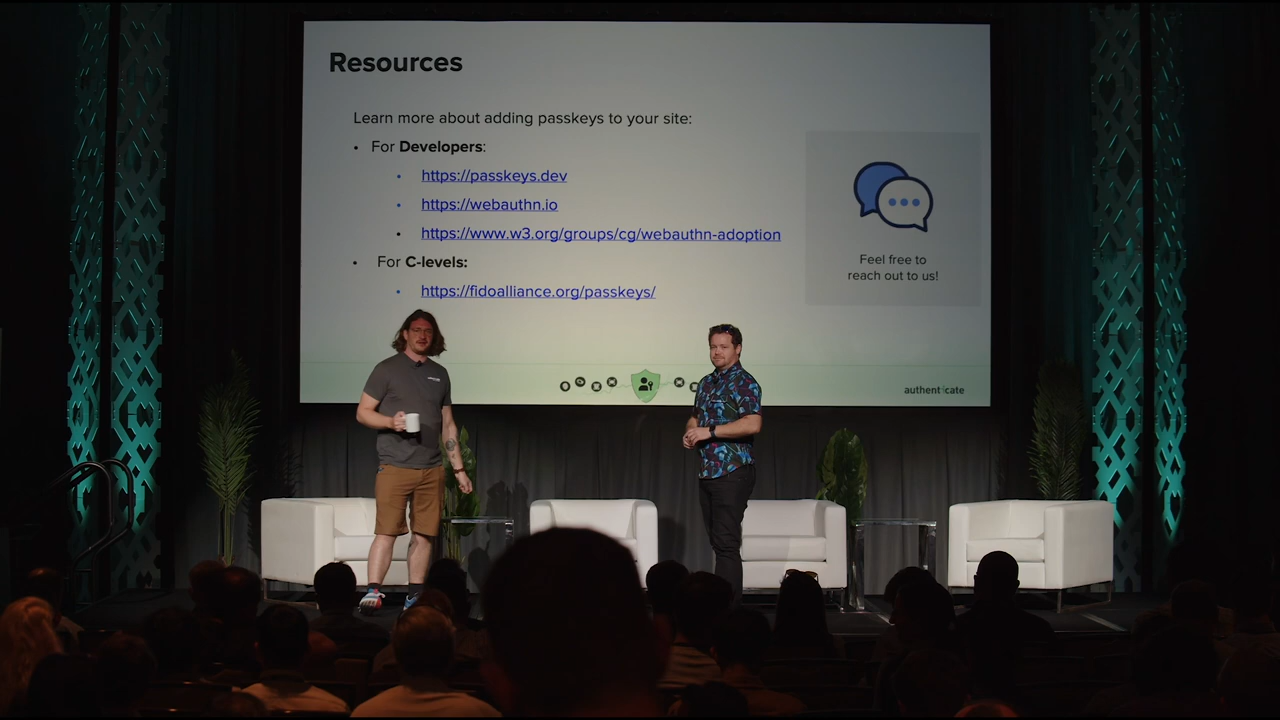 Resources
Learn more about adding passkeys to your site:
• For Developers:
• https://passkeys.dev
• https://webauthn.io
• https://www.w3.org/groups/cg/webauthn-adoption
• For C-levels:
• https://fidoalliance.org/passkeys/
Feel free to
reach out to us!
authenticate